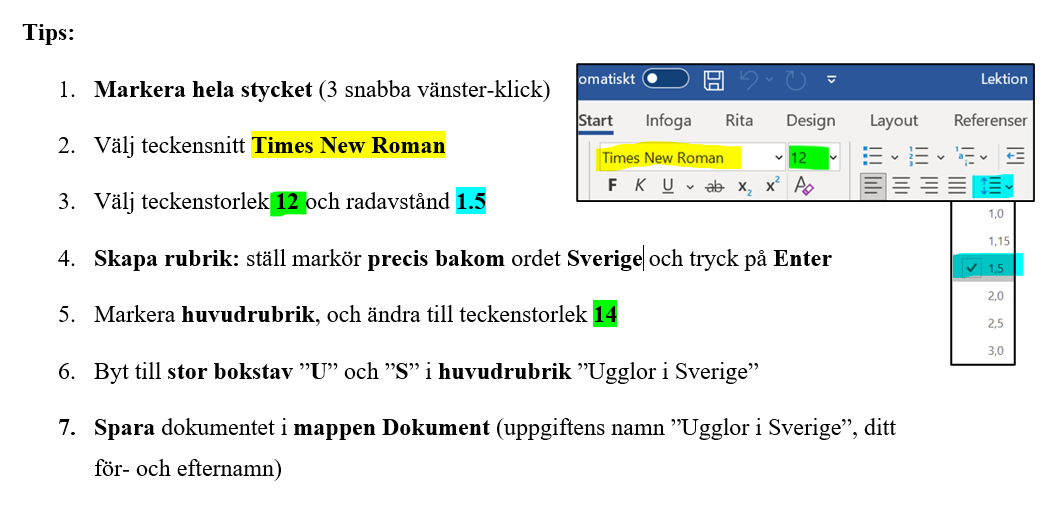 Tips:
1. Markera hela stycket (3 snabba vänster-klick)
2. Välj teckensnitt Times New Roman
3. Välj teckenstorlek 12 och radavstånd 1.5
4. Skapa rubrik: ställ markör precis bakom ordet Sverige och tryck på Enter
5. Markera huvudrubrik, och ändra till teckenstorlek 14
6. Byt till stor bokstav ”U” och ”S” i huvudrubrik ”Ugglor i Sverige”
7. Spara dokumentet i mappen Dokument (uppgiftens namn ”Ugglor i Sverige”, ditt
för- och efternamn)
omatiskt Lektion
Start Infoga Rita Design Layout Referenser
Times New Roman 12
F K U ab x₂ x² A
1,0
1,15
1,5
2,0
2,5
3,0